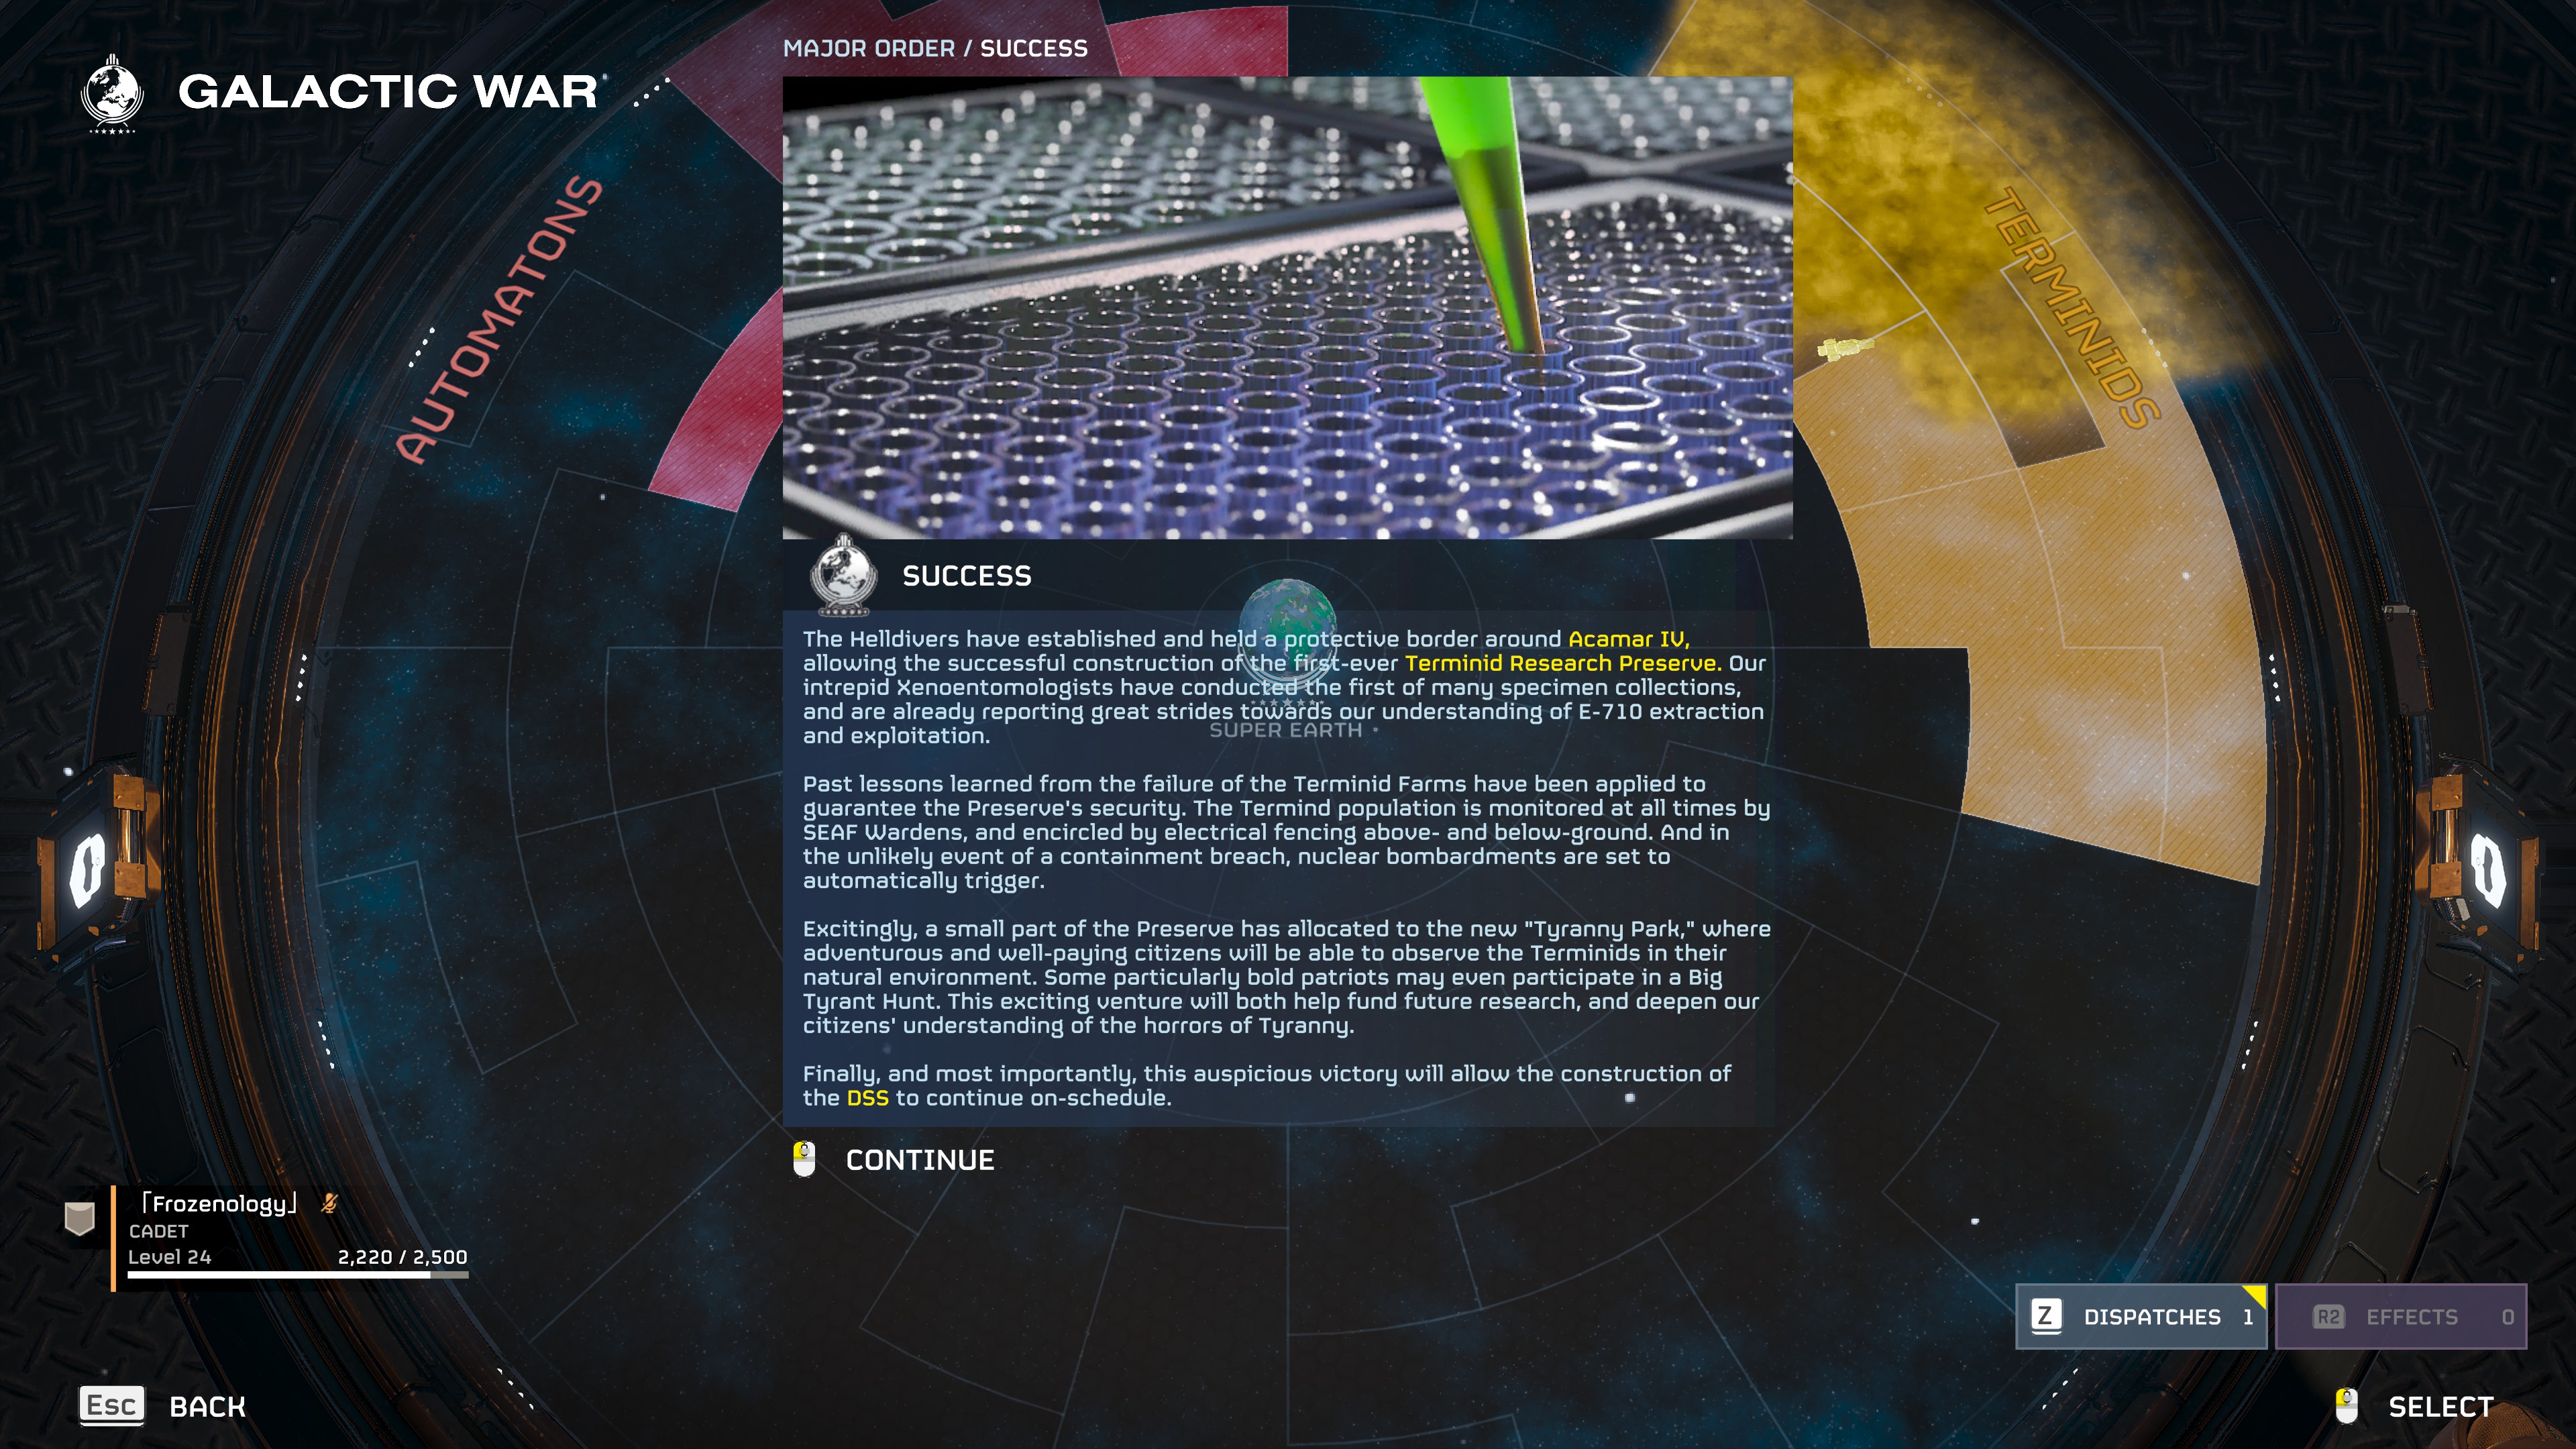 GALACTIC WAR
MAJOR ORDER / SUCCESS
AUTOMATONS
TERMINIDS
SUCCESS
The Helldivers have established and held a protective border around Acamar IV,
allowing the successful construction of the first-ever Terminid Research Preserve. Our
intrepid Xenoentomologists have conducted the first of many specimen collections,
and are already reporting great strides towards our understanding of E-710 extraction
and exploitation.
SUPER EARTH
Past lessons learned from the failure of the Terminid Farms have been applied to
guarantee the Preserve's security. The Termind population is monitored at all times by
SEAF Wardens, and encircled by electrical fencing above- and below-ground. And in
the unlikely event of a containment breach, nuclear bombardments are set to
automatically trigger.
Excitingly, a small part of the Preserve has allocated to the new "Tyranny Park," where
adventurous and well-paying citizens will be able to observe the Terminids in their
natural environment. Some particularly bold patriots may even participate in a Big
Tyrant Hunt. This exciting venture will both help fund future research, and deepen our
citizens' understanding of the horrors of Tyranny.
Finally, and most importantly, this auspicious victory will allow the construction of
the DSS to continue on-schedule.
CONTINUE
「Frozenology」
CADET
Level 24 2,220 / 2,500
Z DISPATCHES 1
R2 EFFECTS 0
Esc BACK
SELECT